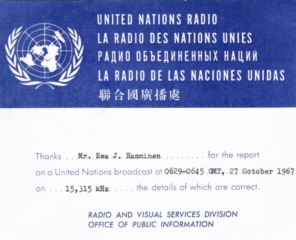 UNITED NATIONS RADIO
LA RADIO DES NATIONS UNIES
РАДИО ОБЪЕДИНЕННЫХ НАЦИЙ
LA RADIO DE LAS NACIONES UNIDAS
聯合國廣播處
Thanks .. Mr. Esa J. Hanninen ......... for the report
on a United Nations broadcast at 0629-0645 GMT,. 27 October 1967
on ... 15,315 kHz ..... the details of which are correct.
RADIO AND VISUAL SERVICES DIVISION
OFFICE OF PUBLIC INFORMATION